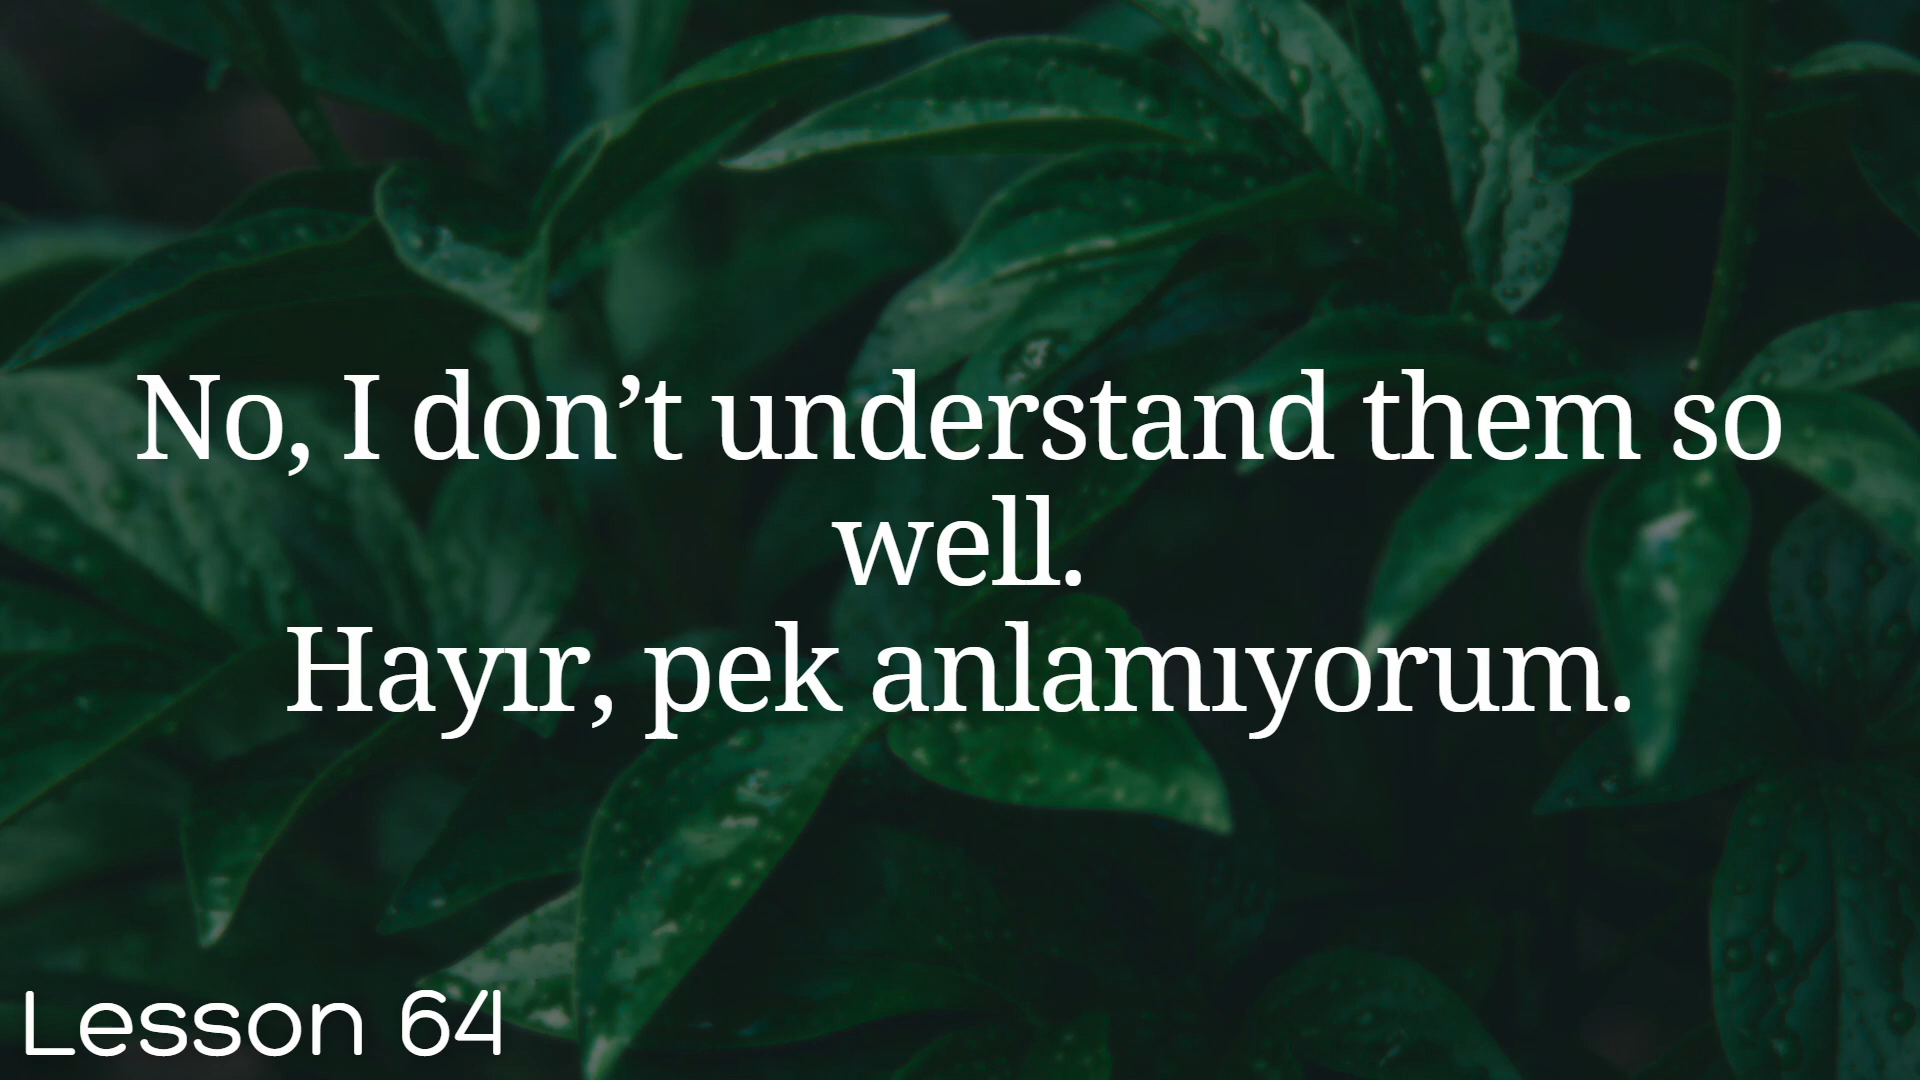 No, I don’t understand them so
well.
Hayır, pek anlamıyorum.
Lesson 64